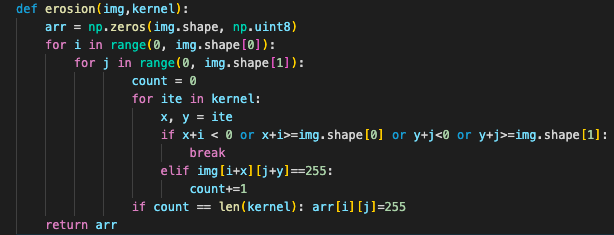 def erosion(img,kernel):
    arr = np.zeros(img.shape, np.uint8)
    for i in range(0, img.shape[0]):
        for j in range(0, img.shape[1]):
                count = 0
                for ite in kernel:
                    x, y = ite
                    if x+i < 0 or x+i>=img.shape[0] or y+j<0 or y+j>=img.shape[1]:
                        break
                    elif img[i+x][j+y]==255:
                        count+=1
                if count == len(kernel): arr[i][j]=255
    return arr